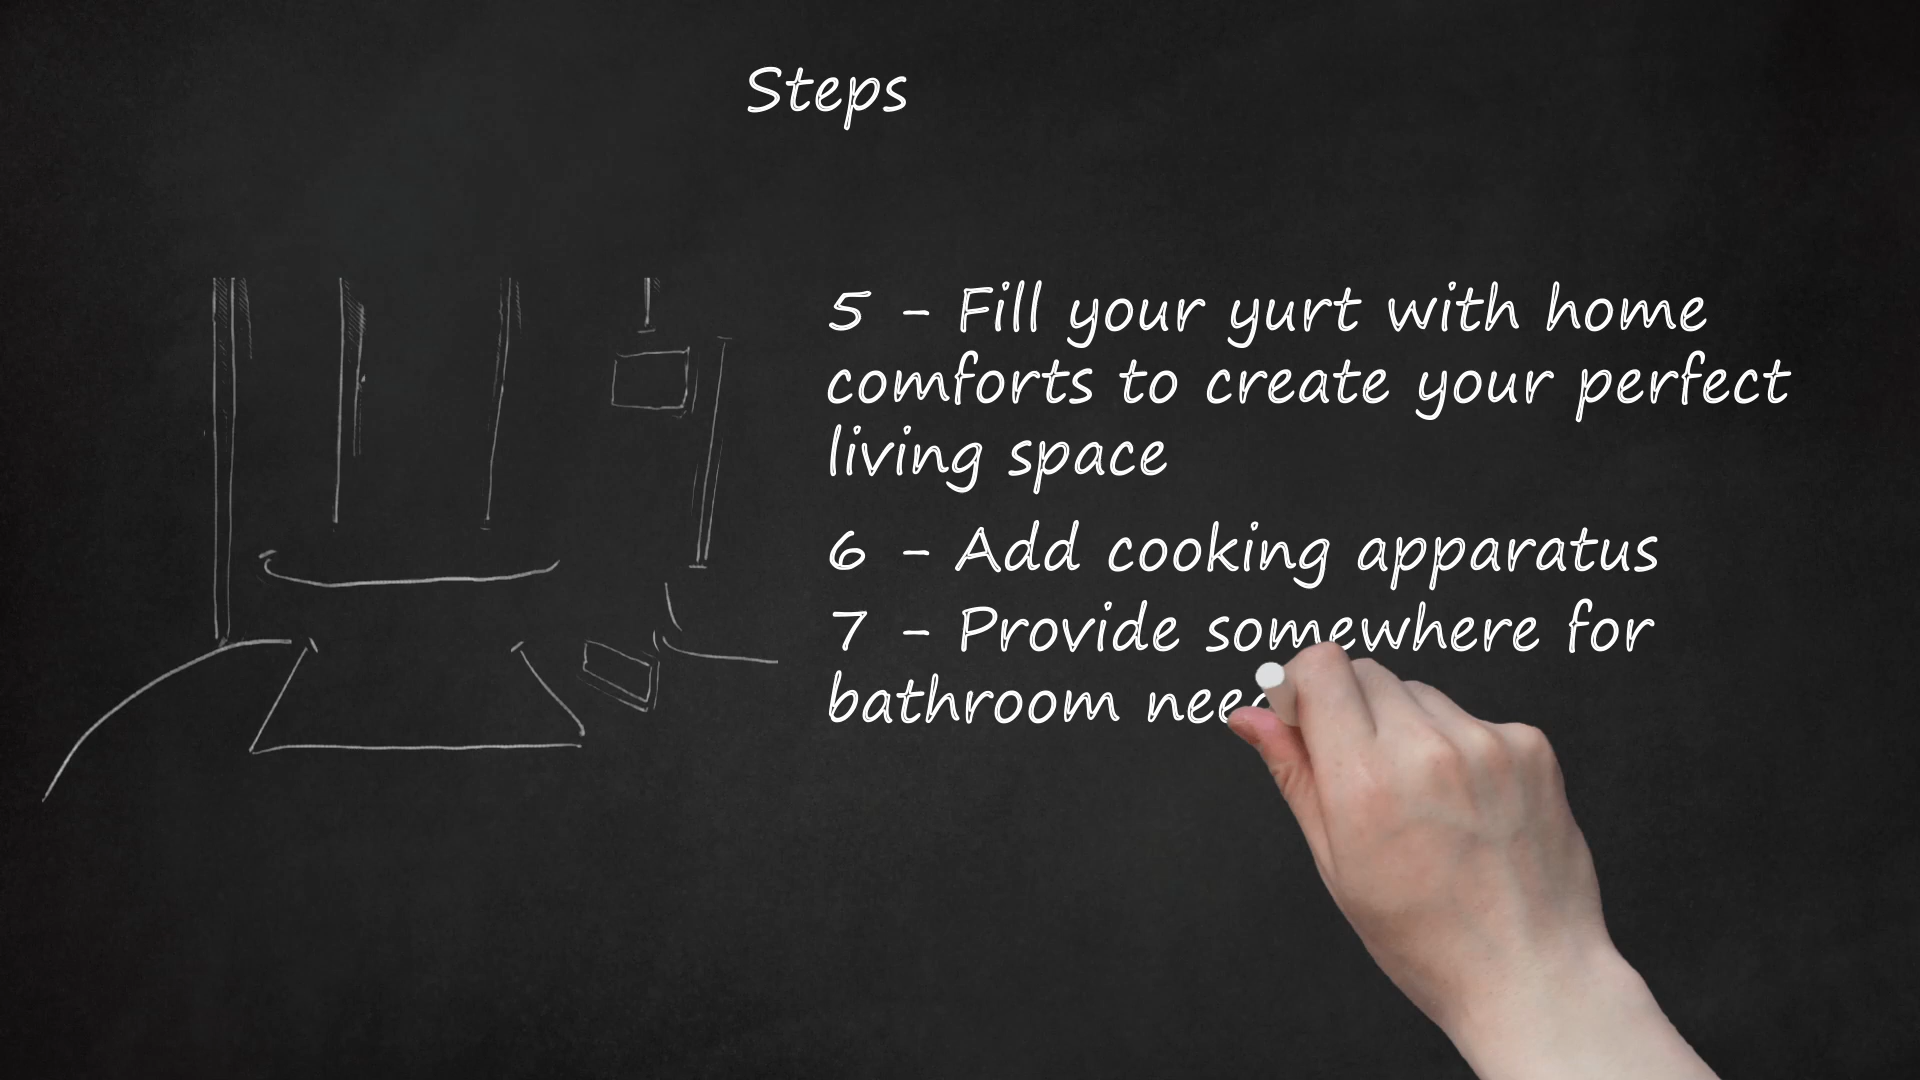 Steps
5 - Fill your yurt with home
comforts to create your perfect
living space
6 - Add cooking apparatus
7 - Provide somewhere for
bathroom